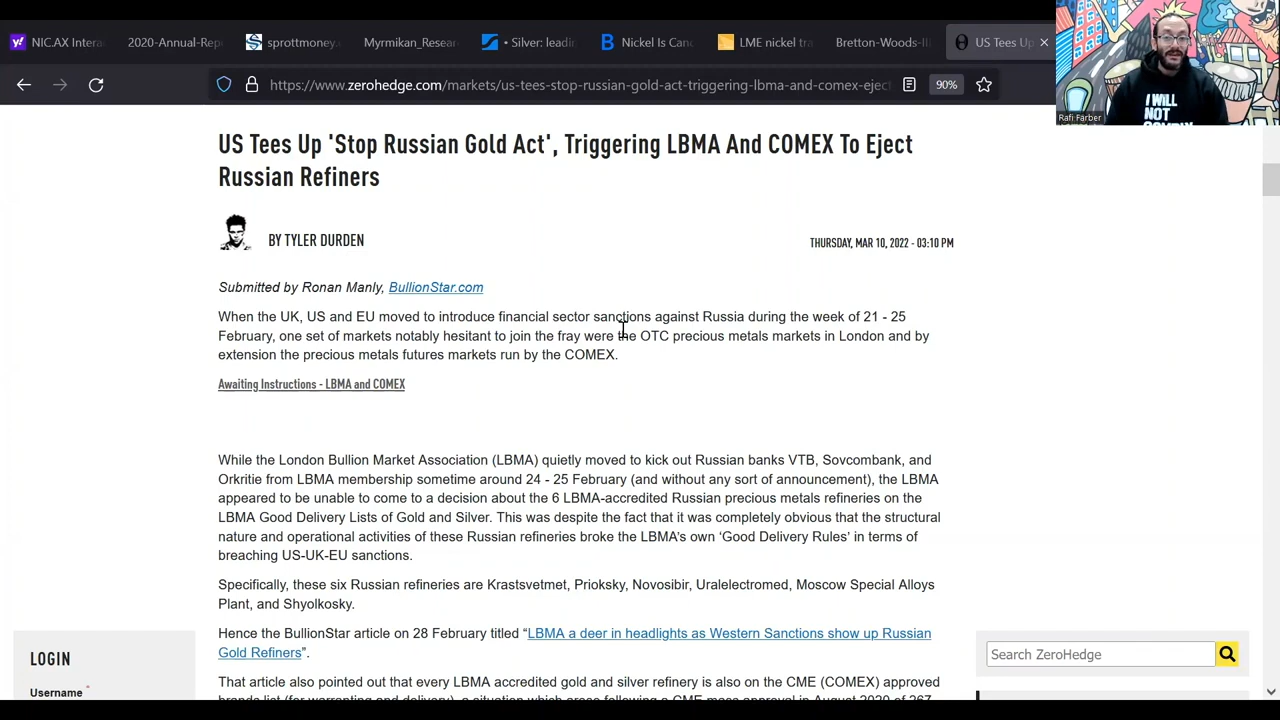 NIC.AX Intera
2020-Annual-Rep
sprottmoney.c
Myrmikan_Resear
• Silver: leadin
Nickel Is Canc
LME nickel tra
Bretton-Woods-III
US Tees Up
https://www.zerohedge.com/markets/us-tees-stop-russian-gold-act-triggering-lbma-and-comex-eject
90%
I WILL
NOT
COMPLY
Rafi Farber
US Tees Up 'Stop Russian Gold Act', Triggering LBMA And COMEX To Eject
Russian Refiners
BY TYLER DURDEN
THURSDAY, MAR 10, 2022 - 03:10 PM
Submitted by Ronan Manly, BullionStar.com
When the UK, US and EU moved to introduce financial sector sanctions against Russia during the week of 21 - 25
February, one set of markets notably hesitant to join the fray were the OTC precious metals markets in London and by
extension the precious metals futures markets run by the COMEX.
Awaiting Instructions - LBMA and COMEX
While the London Bullion Market Association (LBMA) quietly moved to kick out Russian banks VTB, Sovcombank, and
Orkritie from LBMA membership sometime around 24 - 25 February (and without any sort of announcement), the LBMA
appeared to be unable to come to a decision about the 6 LBMA-accredited Russian precious metals refineries on the
LBMA Good Delivery Lists of Gold and Silver. This was despite the fact that it was completely obvious that the structural
nature and operational activities of these Russian refineries broke the LBMA's own ‘Good Delivery Rules’ in terms of
breaching US-UK-EU sanctions.
Specifically, these six Russian refineries are Krastsvetmet, Prioksky, Novosibir, Uralelectromed, Moscow Special Alloys
Plant, and Shyolkosky.
Hence the BullionStar article on 28 February titled “LBMA a deer in headlights as Western Sanctions show up Russian
Gold Refiners”.
That article also pointed out that every LBMA accredited gold and silver refinery is also on the CME (COMEX) approved
brands list (for warranting and delivery), a situation which arose following a CME mass approval in August 2020 of 267
LOGIN
Username *
Search ZeroHedge